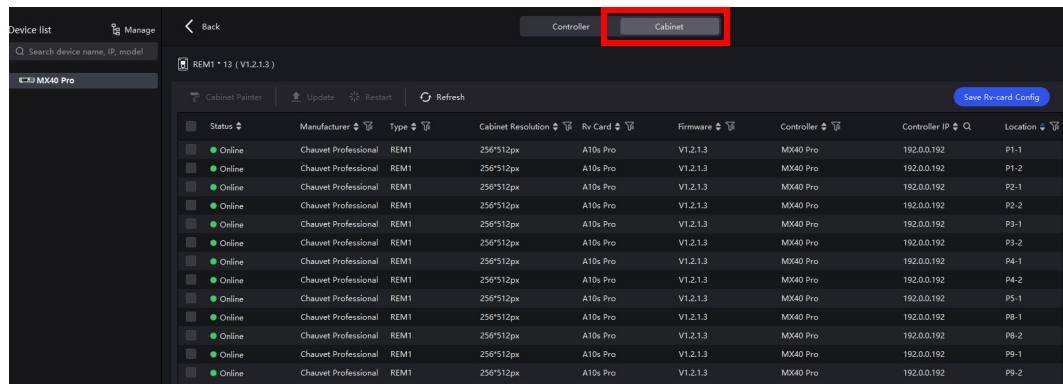 Device list Manage Back Controller Cabinet
Search device name, IP, model
REM1 * 13 ( V1.2.1.3 )
MX40 Pro
Cabinet Painter Update Restart Refresh Save Rv-card Config
Status Manufacturer Type Cabinet Resolution Rv Card Firmware Controller Controller IP Location
Online Chauvet Professional REM1 256*512px A10s Pro V1.2.1.3 MX40 Pro 192.0.0.192 P1-1
Online Chauvet Professional REM1 256*512px A10s Pro V1.2.1.3 MX40 Pro 192.0.0.192 P1-2
Online Chauvet Professional REM1 256*512px A10s Pro V1.2.1.3 MX40 Pro 192.0.0.192 P2-1
Online Chauvet Professional REM1 256*512px A10s Pro V1.2.1.3 MX40 Pro 192.0.0.192 P2-2
Online Chauvet Professional REM1 256*512px A10s Pro V1.2.1.3 MX40 Pro 192.0.0.192 P3-1
Online Chauvet Professional REM1 256*512px A10s Pro V1.2.1.3 MX40 Pro 192.0.0.192 P3-2
Online Chauvet Professional REM1 256*512px A10s Pro V1.2.1.3 MX40 Pro 192.0.0.192 P4-1
Online Chauvet Professional REM1 256*512px A10s Pro V1.2.1.3 MX40 Pro 192.0.0.192 P4-2
Online Chauvet Professional REM1 256*512px A10s Pro V1.2.1.3 MX40 Pro 192.0.0.192 P5-1
Online Chauvet Professional REM1 256*512px A10s Pro V1.2.1.3 MX40 Pro 192.0.0.192 P8-1
Online Chauvet Professional REM1 256*512px A10s Pro V1.2.1.3 MX40 Pro 192.0.0.192 P8-2
Online Chauvet Professional REM1 256*512px A10s Pro V1.2.1.3 MX40 Pro 192.0.0.192 P9-1
Online Chauvet Professional REM1 256*512px A10s Pro V1.2.1.3 MX40 Pro 192.0.0.192 P9-2